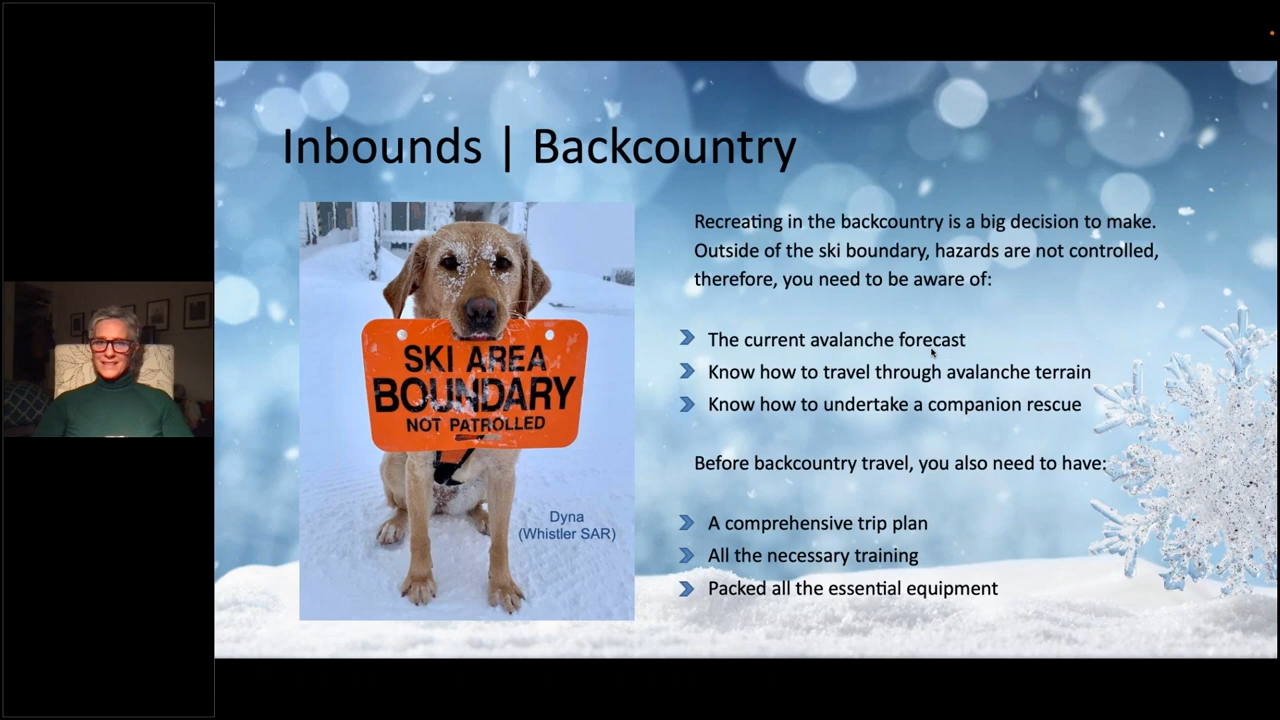 Inbounds | Backcountry
Recreating in the backcountry is a big decision to make.
Outside of the ski boundary, hazards are not controlled,
therefore, you need to be aware of:
The current avalanche forecast
Know how to travel through avalanche terrain
Know how to undertake a companion rescue
Before backcountry travel, you also need to have:
A comprehensive trip plan
All the necessary training
Packed all the essential equipment
SKI AREA
BOUNDARY
NOT PATROLLED
Dyna
(Whistler SAR)